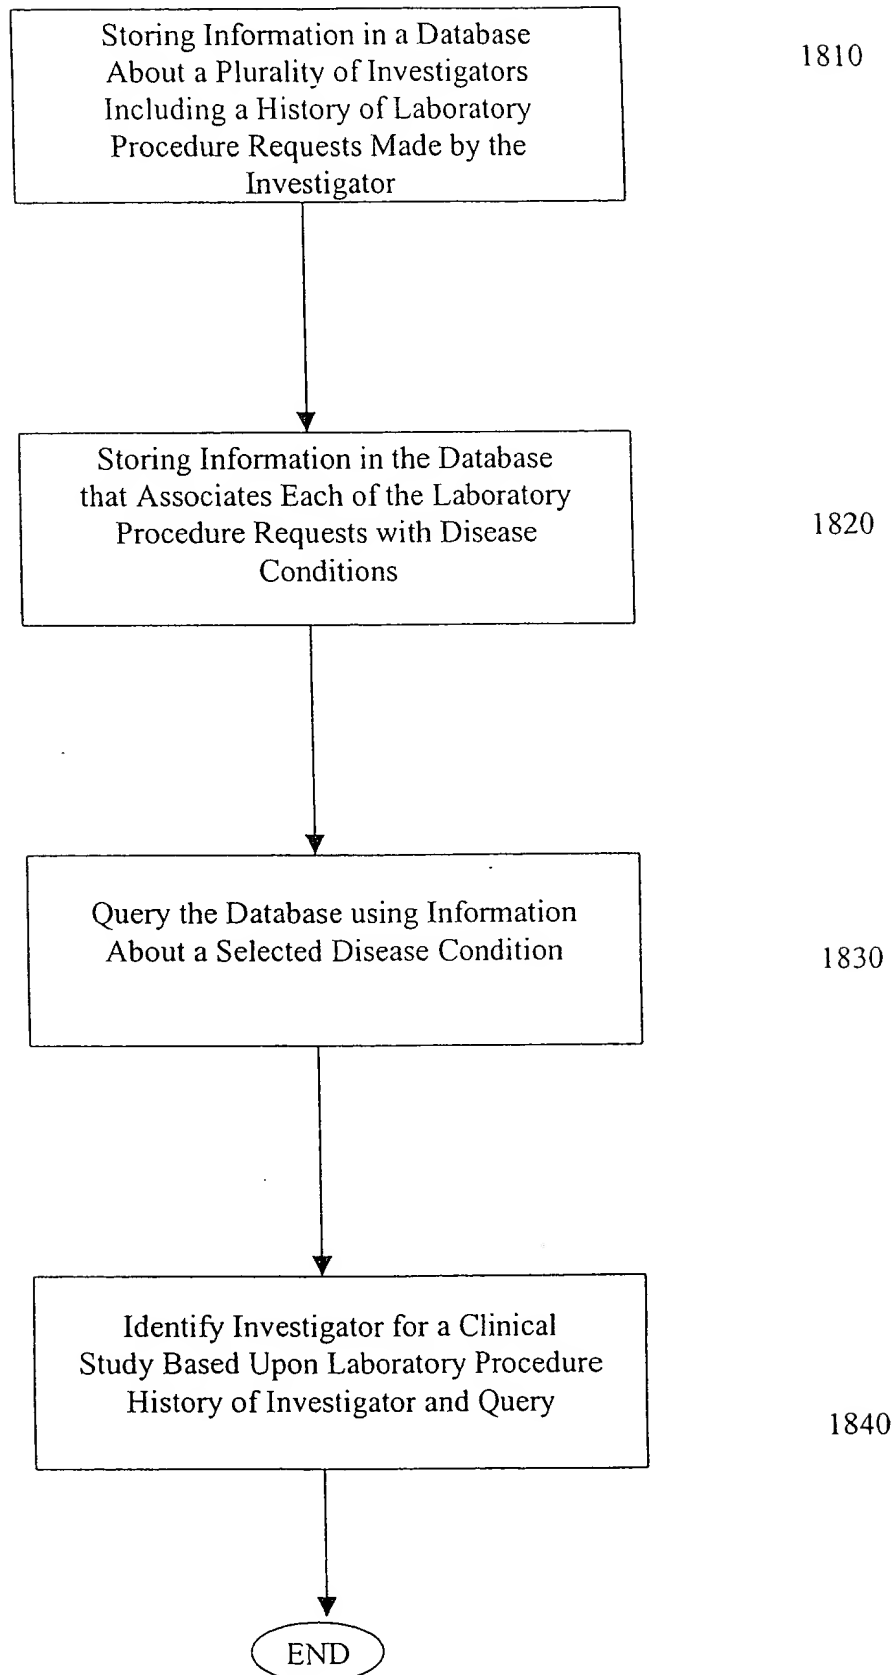 Storing Information in a Database
About a Plurality of Investigators
Including a History of Laboratory
Procedure Requests Made by the
Investigator
1810
Storing Information in the Database
that Associates Each of the Laboratory
Procedure Requests with Disease
Conditions
1820
Query the Database using Information
About a Selected Disease Condition
1830
Identify Investigator for a Clinical
Study Based Upon Laboratory Procedure
History of Investigator and Query
1840
END